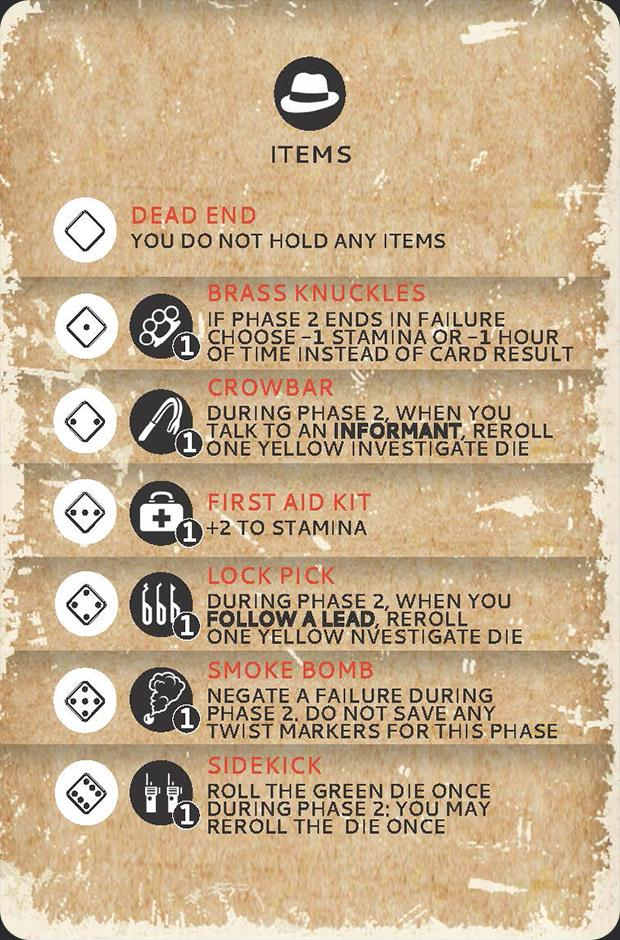 ITEMS
DEAD END
YOU DO NOT HOLD ANY ITEMS
BRASS KNUCKLES
IF PHASE 2 ENDS IN FAILURE
CHOOSE -1 STAMINA OR -1 HOUR
OF TIME INSTEAD OF CARD RESULT
1
CROWBAR
DURING PHASE 2, WHEN YOU
TALK TO AN INFORMANT, REROLL
ONE YELLOW INVESTIGATE DIE
1
FIRST AID KIT
+2 TO STAMINA
1
LOCK PICK
DURING PHASE 2, WHEN YOU
FOLLOW A LEAD, REROLL
ONE YELLOW NVESTIGATE DIE
1
SMOKE BOMB
NEGATE A FAILURE DURING
PHASE 2. DO NOT SAVE ANY
TWIST MARKERS FOR THIS PHASE
1
SIDEKICK
ROLL THE GREEN DIE ONCE
DURING PHASE 2; YOU MAY
REROLL THE DIE ONCE
1